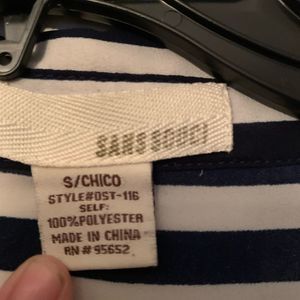 SANS SOUCI
S/CHICO
STYLE#DST-116
SELF:
100%POLYESTER
MADE IN CHINA
RN# 95652